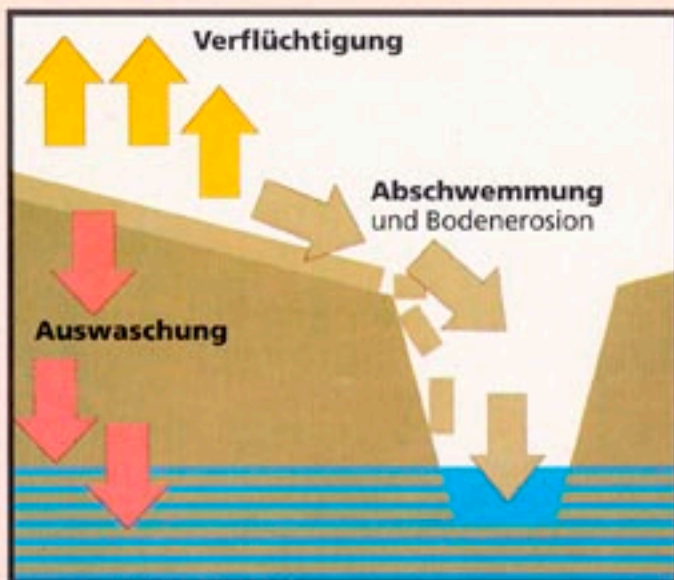 Verflüchtigung
Abschwemmung
und Bodenerosion
Auswaschung